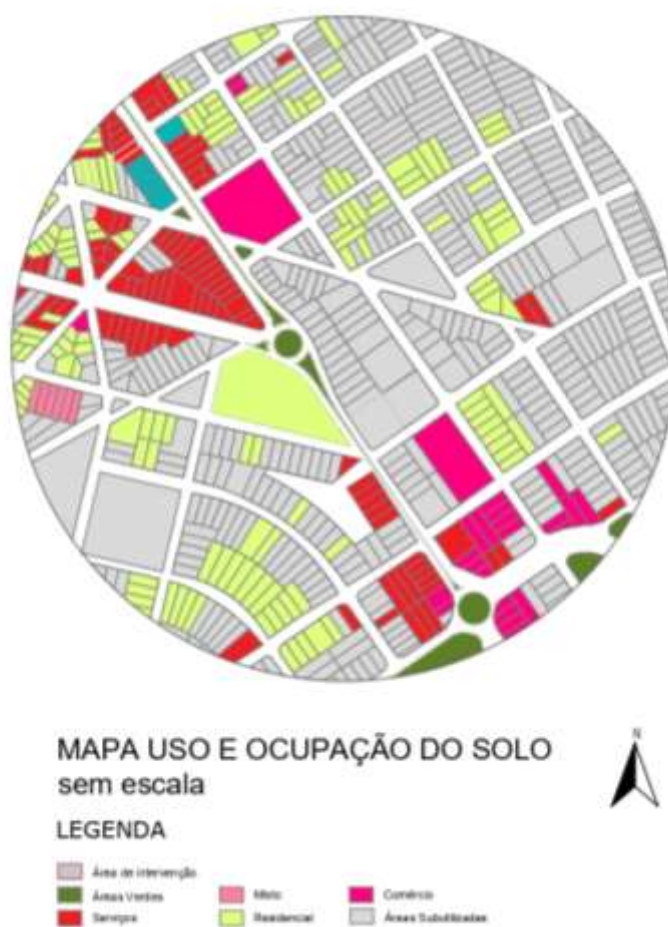 MAPA USO E OCUPAÇÃO DO SOLO
sem escala
N
LEGENDA
Área de intervenção
Áreas Verdes
Misto
Comércio
Serviços
Residencial
Áreas Subutilizadas